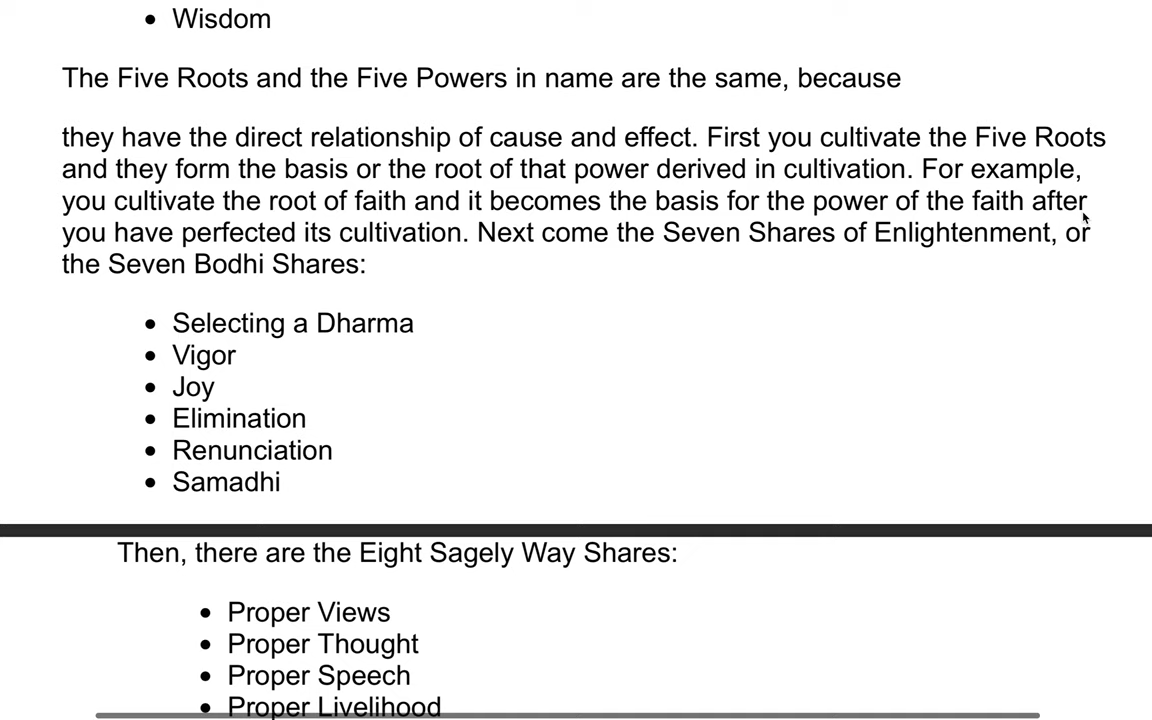 • Wisdom
The Five Roots and the Five Powers in name are the same, because
they have the direct relationship of cause and effect. First you cultivate the Five Roots
and they form the basis or the root of that power derived in cultivation. For example,
you cultivate the root of faith and it becomes the basis for the power of the faith after
you have perfected its cultivation. Next come the Seven Shares of Enlightenment, or
the Seven Bodhi Shares:
• Selecting a Dharma
• Vigor
• Joy
• Elimination
• Renunciation
• Samadhi
Then, there are the Eight Sagely Way Shares:
• Proper Views
• Proper Thought
• Proper Speech
• Proper Livelihood